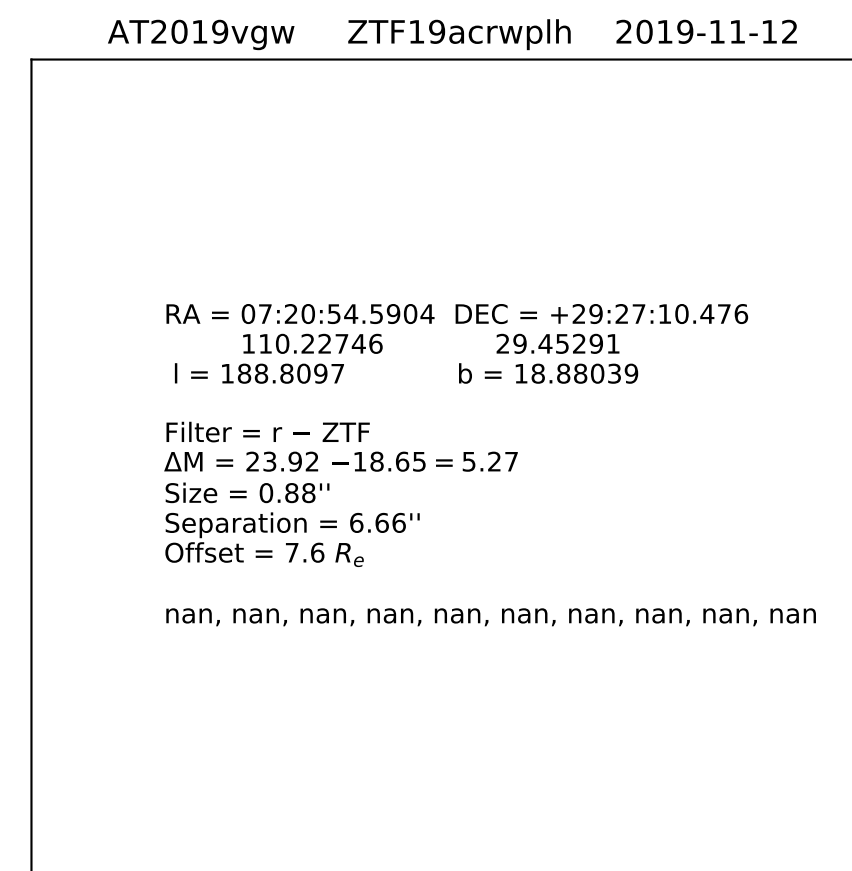 AT2019vgw ZTF19acrwplh 2019-11-12
RA = 07:20:54.5904 DEC = +29:27:10.476
110.22746 29.45291
l = 188.8097 b = 18.88039
Filter = r − ZTF
ΔM = 23.92 −18.65 = 5.27
Size = 0.88''
Separation = 6.66''
Offset = 7.6 Re
nan, nan, nan, nan, nan, nan, nan, nan, nan, nan